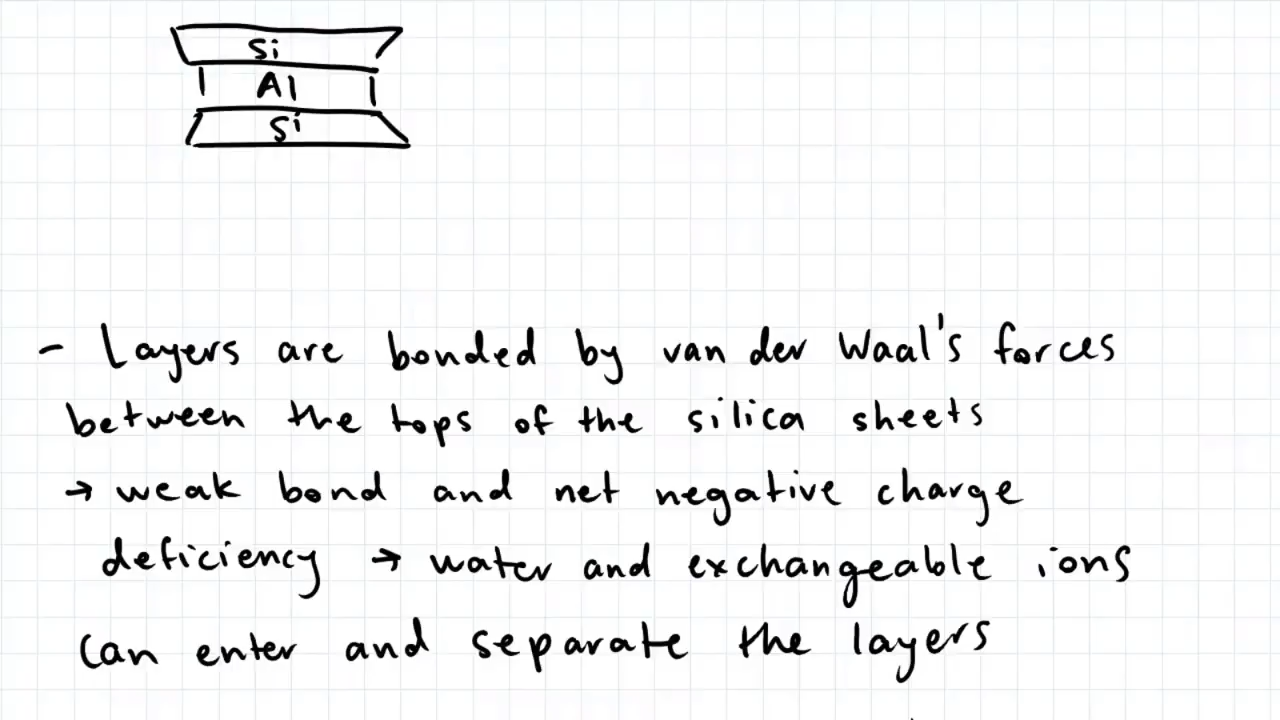 Si
Al
Si
- Layers are bonded by van der Waal's forces
between the tops of the silica sheets
→ weak bond and net negative charge
deficiency → water and exchangeable ions
can enter and separate the layers